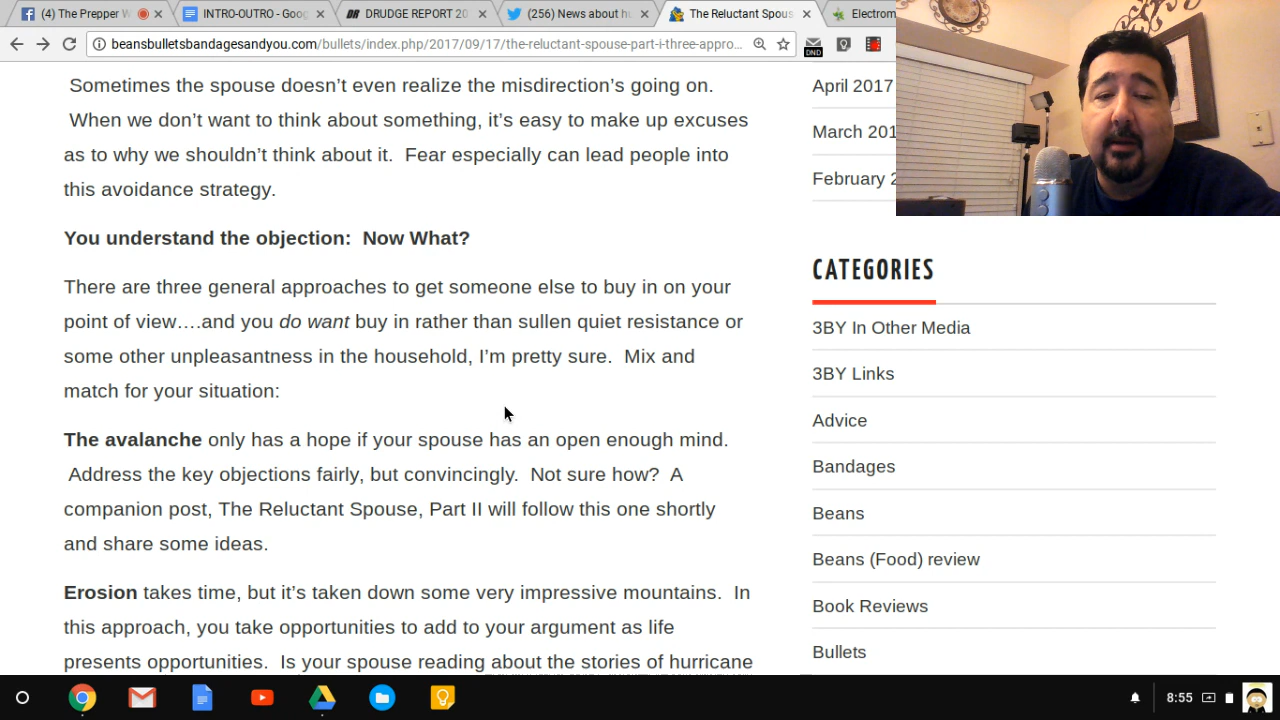 (4) The Prepper W
INTRO-OUTRO - Goog
DRUDGE REPORT 20
(256) News about hu
The Reluctant Spous
Electrom
beansbulletsbandagesandyou.com/bullets/index.php/2017/09/17/the-reluctant-spouse-part-i-three-appro...
DND
Sometimes the spouse doesn’t even realize the misdirection’s going on.
When we don’t want to think about something, it’s easy to make up excuses
as to why we shouldn’t think about it. Fear especially can lead people into
this avoidance strategy.
You understand the objection: Now What?
There are three general approaches to get someone else to buy in on your
point of view….and you do want buy in rather than sullen quiet resistance or
some other unpleasantness in the household, I’m pretty sure. Mix and
match for your situation:
The avalanche only has a hope if your spouse has an open enough mind.
Address the key objections fairly, but convincingly. Not sure how? A
companion post, The Reluctant Spouse, Part II will follow this one shortly
and share some ideas.
Erosion takes time, but it’s taken down some very impressive mountains. In
this approach, you take opportunities to add to your argument as life
presents opportunities. Is your spouse reading about the stories of hurricane
April 2017
March 201
February 2
CATEGORIES
3BY In Other Media
3BY Links
Advice
Bandages
Beans
Beans (Food) review
Book Reviews
Bullets
8:55